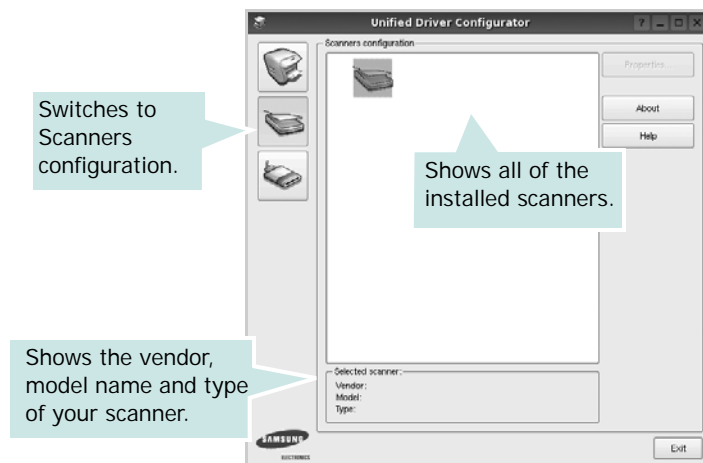 Unified Driver Configurator
Scanners configuration
Properties...
About
Help
Switches to
Scanners
configuration.
Shows all of the
installed scanners.
Shows the vendor,
model name and type
of your scanner.
Selected scanner:
Vendor:
Model:
Type:
SAMSUNG
ELECTRONICS
Exit